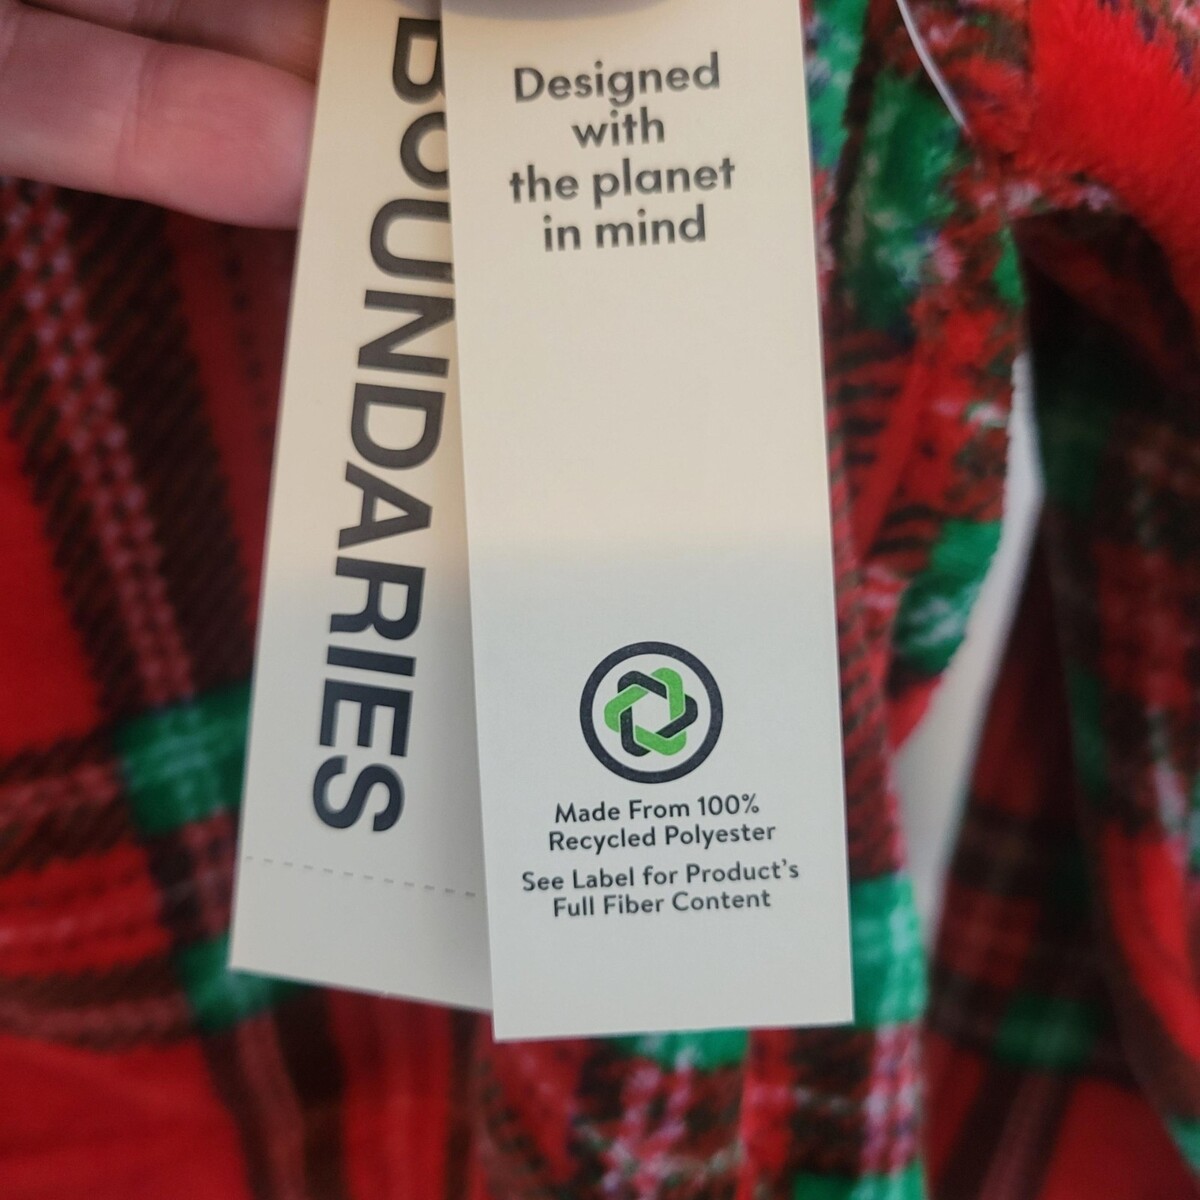 BOUNDARIES
Designed
with
the planet
in mind
Made From 100%
Recycled Polyester
See Label for Product's
Full Fiber Content